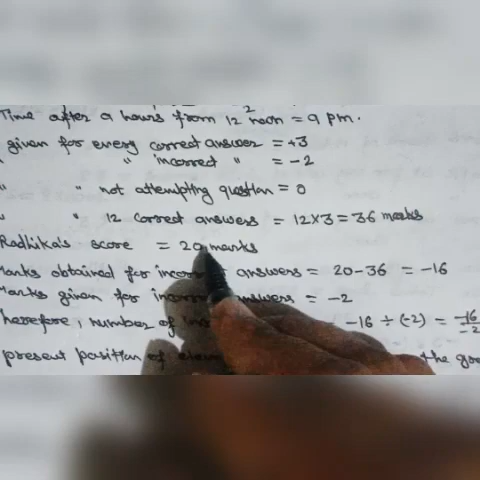 Time after 9 hours from 12 noon = 9 pm.
2
given for every correct answer = +3
" " incorrect " = -2
" " not attempting question = 0
" " 12 correct answers = 12×3 = 36 marks
Radhika's score = 20 marks
Marks obtained for answers = 20-36 = -16
Marks given for answers = -2
Therefore, number of -16 ÷ (-2) = -16/-2
present position of the